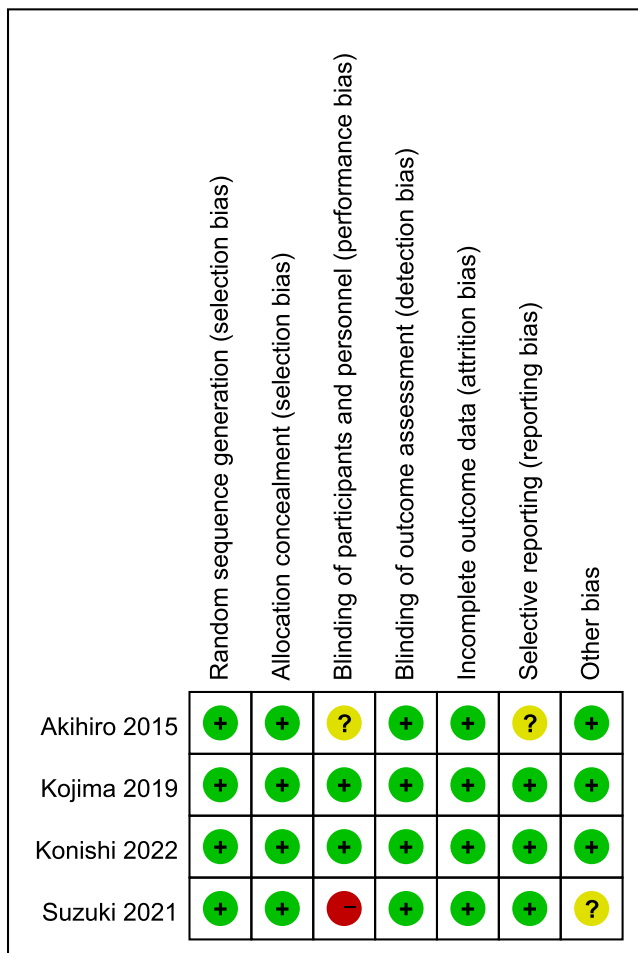 Random sequence generation (selection bias)
Allocation concealment (selection bias)
Blinding of participants and personnel (performance bias)
Blinding of outcome assessment (detection bias)
Incomplete outcome data (attrition bias)
Selective reporting (reporting bias)
Other bias
Akihiro 2015 + + ? + + ? +
Kojima 2019 + + + + + + +
Konishi 2022 + + + + + + +
Suzuki 2021 + + – + + + ?